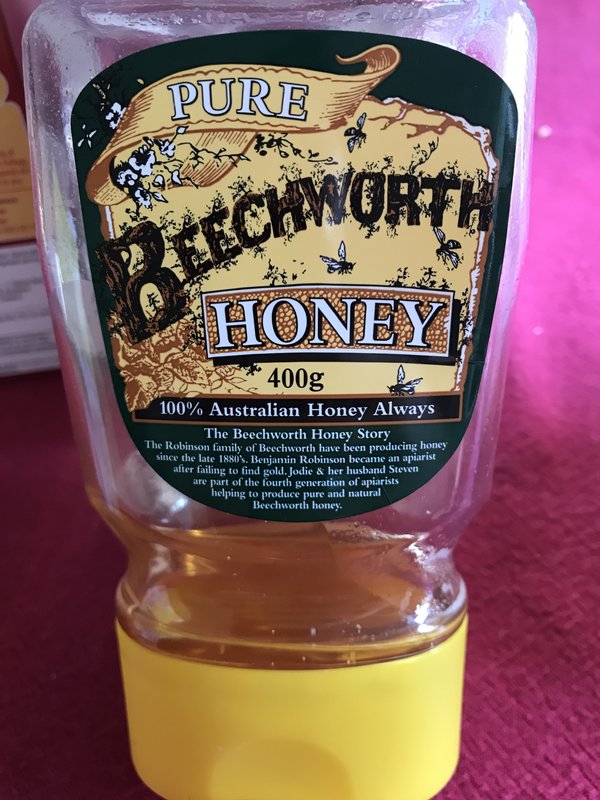 PURE
BEECHWORTH
HONEY
400g
100% Australian Honey Always
The Beechworth Honey Story
The Robinson family of Beechworth have been producing honey
since the late 1880's. Benjamin Robinson became an apiarist
after failing to find gold. Jodie & her husband Steven
are part of the fourth generation of apiarists
helping to produce pure and natural
Beechworth honey.